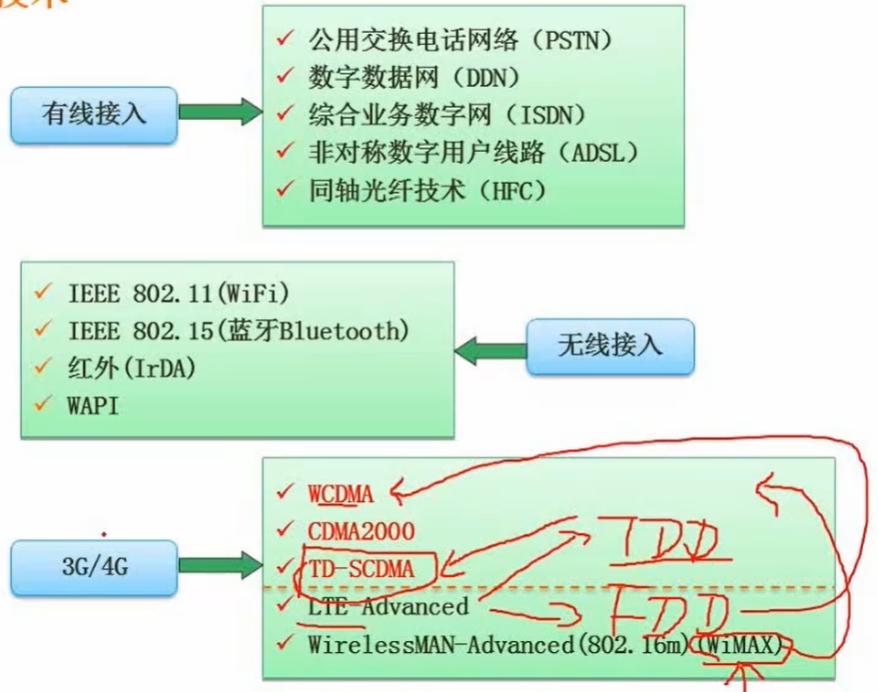 技术
有线接入
公用交换电话网络（PSTN）
数字数据网（DDN）
综合业务数字网（ISDN）
非对称数字用户线路（ADSL）
同轴光纤技术（HFC）
IEEE 802.11(WiFi)
IEEE 802.15(蓝牙Bluetooth)
红外(IrDA)
WAPI
无线接入
3G/4G
WCDMA
CDMA2000
TD-SCDMA
TDD
LTE-Advanced
FDD
WirelessMAN-Advanced(802.16m)(WiMAX)